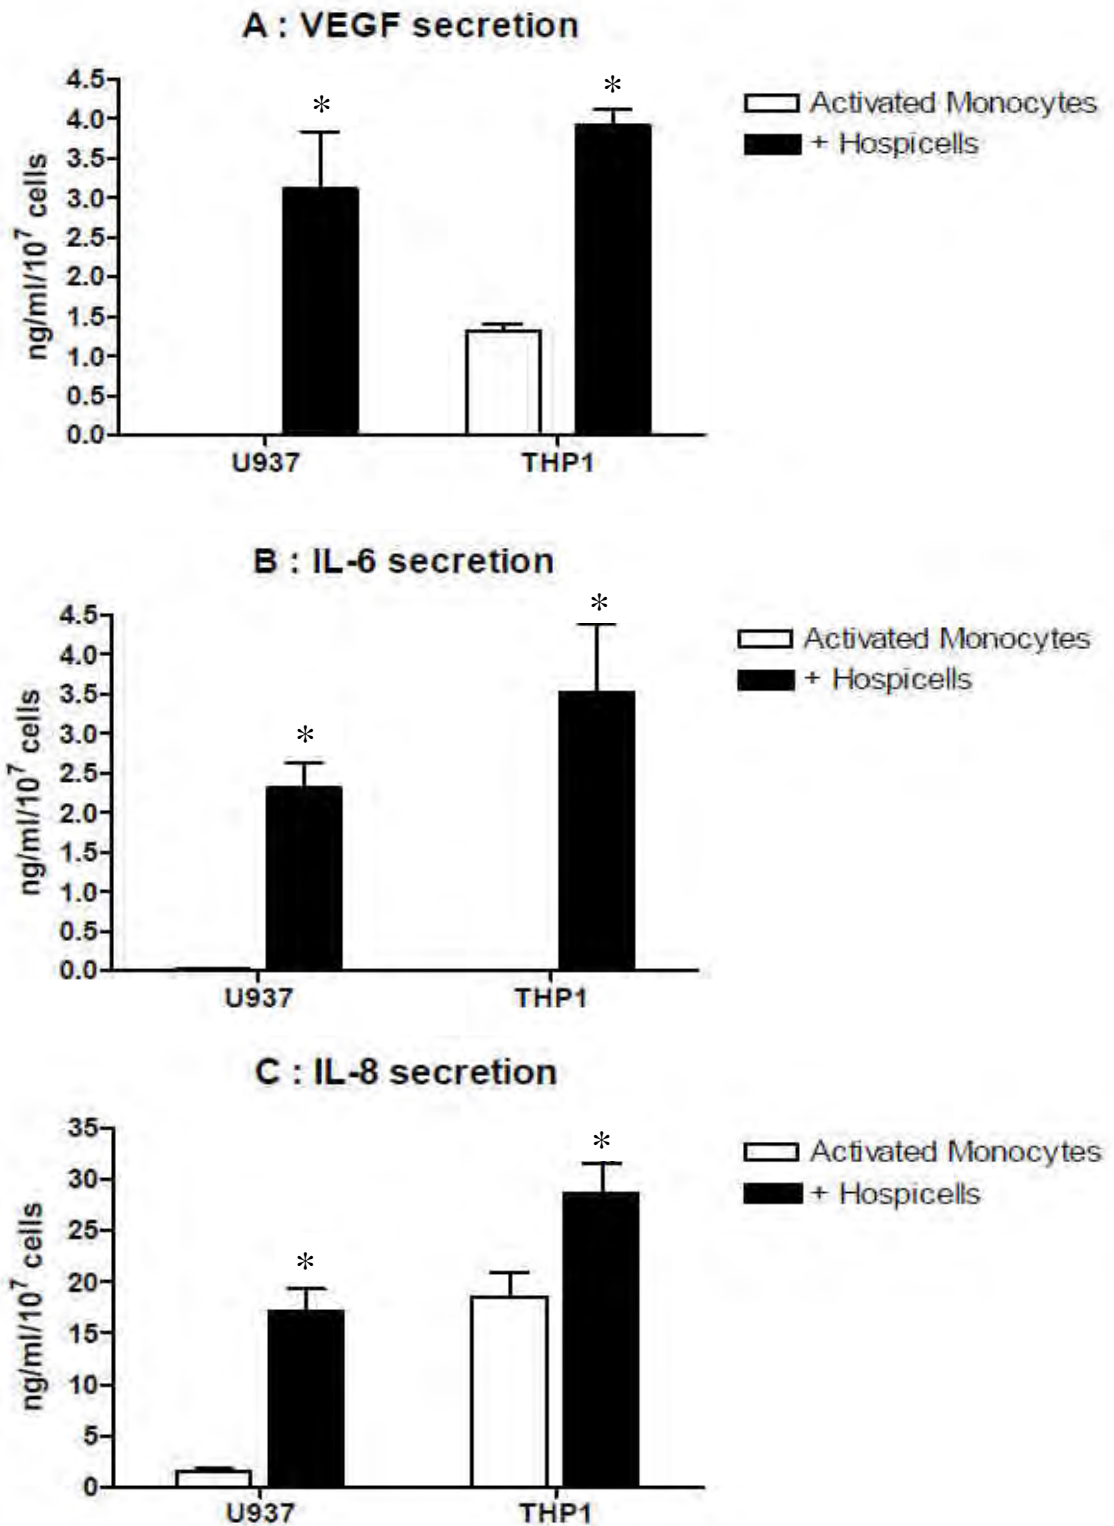 A : VEGF secretion
4.5
4.0
3.5
3.0
2.5
2.0
1.5
1.0
0.5
0.0
ng/ml/10⁷ cells
*
*
U937
THP1
Activated Monocytes
+ Hospicells
B : IL-6 secretion
4.5
4.0
3.5
3.0
2.5
2.0
1.5
1.0
0.5
0.0
ng/ml/10⁷ cells
*
*
U937
THP1
Activated Monocytes
+ Hospicells
C : IL-8 secretion
35
30
25
20
15
10
5
0
ng/ml/10⁷ cells
*
*
U937
THP1
Activated Monocytes
+ Hospicells